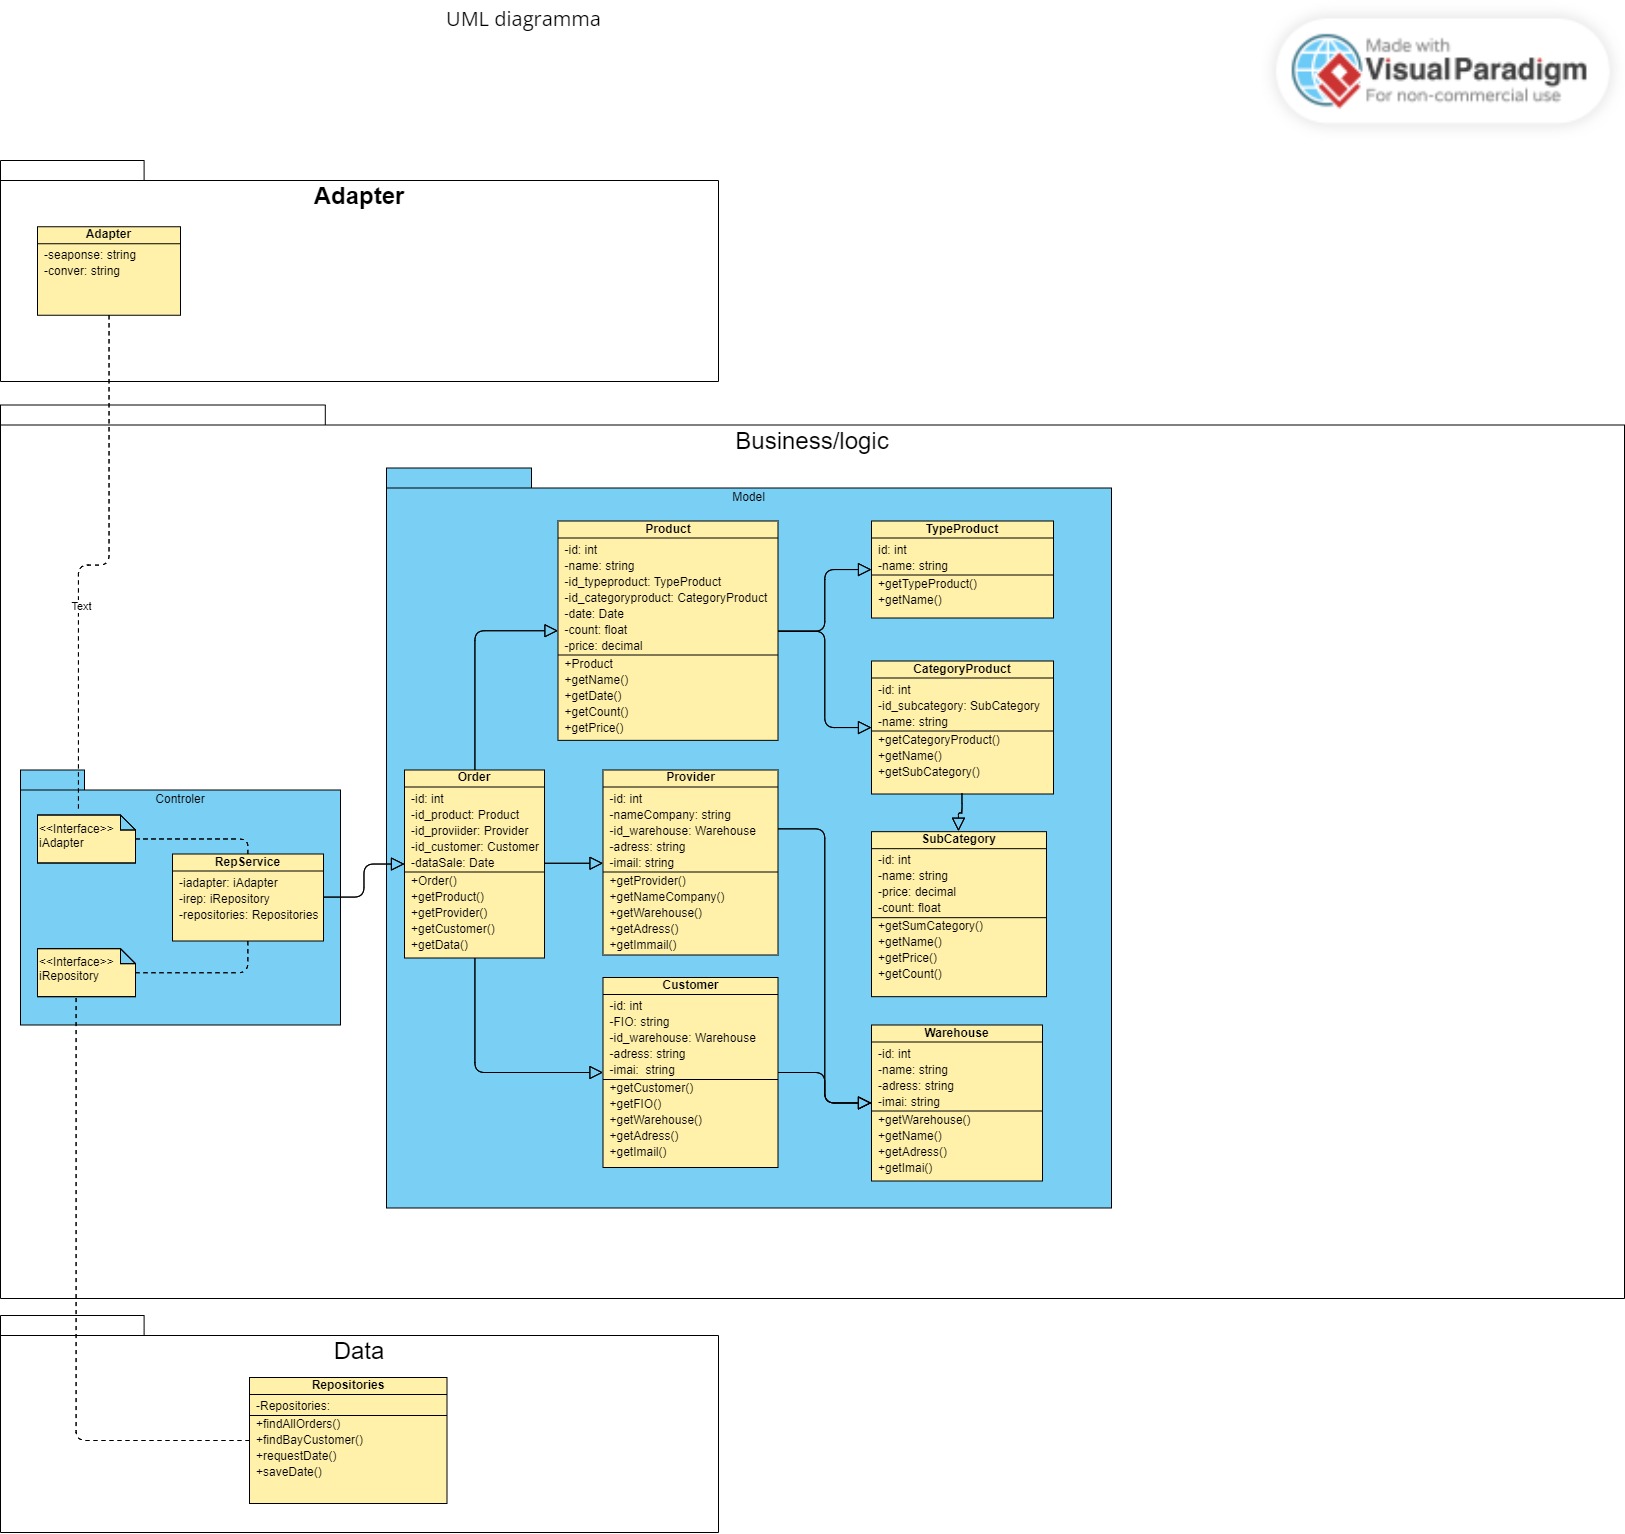 UML diagramma
Made with
Visual Paradigm
For non-commercial use
Adapter
Adapter
-seaponse: string
-conver: string
Business/logic
Text
Controler
<<Interface>>
iAdapter
RepService
-iadapter: iAdapter
-irep: iRepository
-repositories: Repositories
<<Interface>>
iRepository
Model
Product
-id: int
-name: string
-id_typeproduct: TypeProduct
-id_categoryproduct: CategoryProduct
-date: Date
-count: float
-price: decimal
+Product
+getName()
+getDate()
+getCount()
+getPrice()
TypeProduct
id: int
-name: string
+getTypeProduct()
+getName()
CategoryProduct
-id: int
-id_subcategory: SubCategory
-name: string
+getCategoryProduct()
+getName()
+getSubCategory()
Order
-id: int
-id_product: Product
-id_proviider: Provider
-id_customer: Customer
-dataSale: Date
+Order()
+getProduct()
+getProvider()
+getCustomer()
+getData()
Provider
-id: int
-nameCompany: string
-id_warehouse: Warehouse
-adress: string
-imail: string
+getProvider()
+getNameCompany()
+getWarehouse()
+getAdress()
+getImmail()
SubCategory
-id: int
-name: string
-price: decimal
-count: float
+getSumCategory()
+getName()
+getPrice()
+getCount()
Customer
-id: int
-FIO: string
-id_warehouse: Warehouse
-adress: string
-imai:  string
+getCustomer()
+getFIO()
+getWarehouse()
+getAdress()
+getImail()
Warehouse
-id: int
-name: string
-adress: string
-imai: string
+getWarehouse()
+getName()
+getAdress()
+getImai()
Data
Repositories
-Repositories:
+findAllOrders()
+findBayCustomer()
+requestDate()
+saveDate()